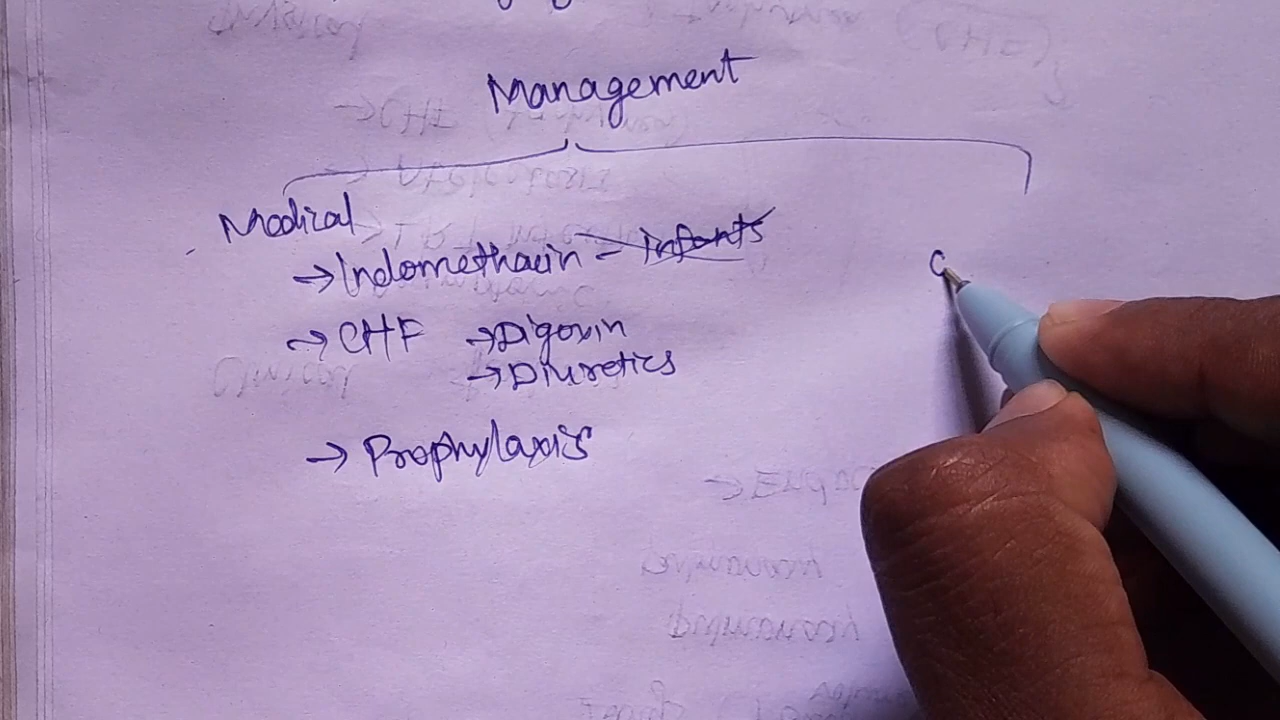 Management
Medical
→ Indomethacin - infants
→ CHF → Digoxin
→ Diuretics
→ Prophylaxis